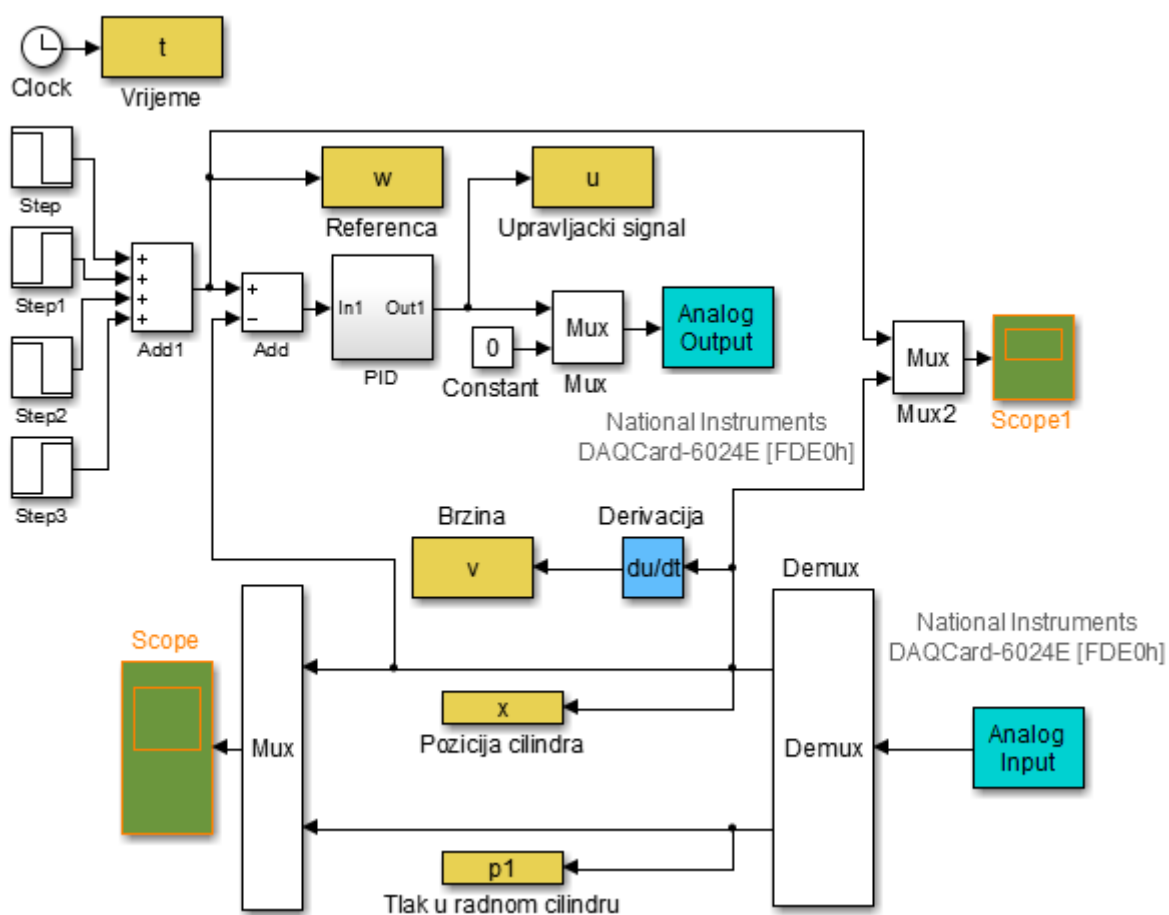 t
Clock
Vrijeme
Step
w
u
Referenca
Upravljacki signal
Step1
+
+
+
+
Add1
+
−
Add
In1 Out1
PID
0
Constant
Mux
Mux
Analog
Output
National Instruments
DAQCard-6024E [FDE0h]
Mux
Mux2
Scope1
Step2
Step3
Brzina
v
Derivacija
du/dt
Demux
Demux
National Instruments
DAQCard-6024E [FDE0h]
Analog
Input
Scope
Mux
x
Pozicija cilindra
p1
Tlak u radnom cilindru